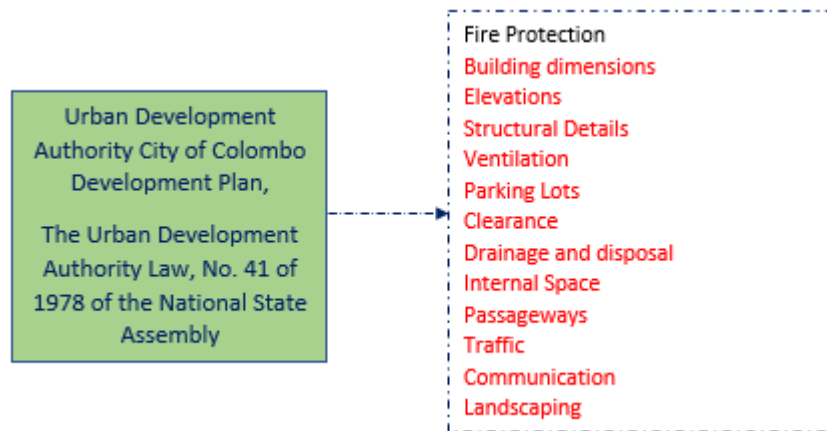 Urban Development
Authority City of Colombo
Development Plan,
The Urban Development
Authority Law, No. 41 of
1978 of the National State
Assembly
Fire Protection
Building dimensions
Elevations
Structural Details
Ventilation
Parking Lots
Clearance
Drainage and disposal
Internal Space
Passageways
Traffic
Communication
Landscaping